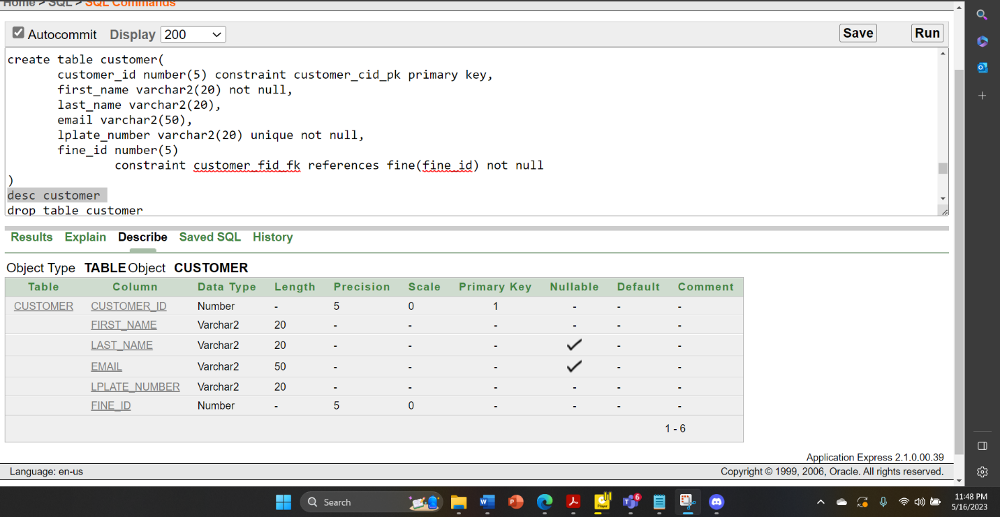 Home > SQL > SQL Commands
Autocommit Display 200 Save Run
create table customer(
customer_id number(5) constraint customer_cid_pk primary key,
first_name varchar2(20) not null,
last_name varchar2(20),
email varchar2(50),
lplate_number varchar2(20) unique not null,
fine_id number(5)
constraint customer_fid_fk references fine(fine_id) not null
)
desc customer
drop table customer
Results Explain Describe Saved SQL History
Object Type TABLE Object CUSTOMER
Table Column Data Type Length Precision Scale Primary Key Nullable Default Comment
CUSTOMER CUSTOMER_ID Number - 5 0 1 - - -
FIRST_NAME Varchar2 20 - - - - - -
LAST_NAME Varchar2 20 - - - ✓ - -
EMAIL Varchar2 50 - - - ✓ - -
LPLATE_NUMBER Varchar2 20 - - - - - -
FINE_ID Number - 5 0 - - - -
1 - 6
Application Express 2.1.0.00.39
Language: en-us Copyright © 1999, 2006, Oracle. All rights reserved.
Search 6 11:48 PM
5/16/2023